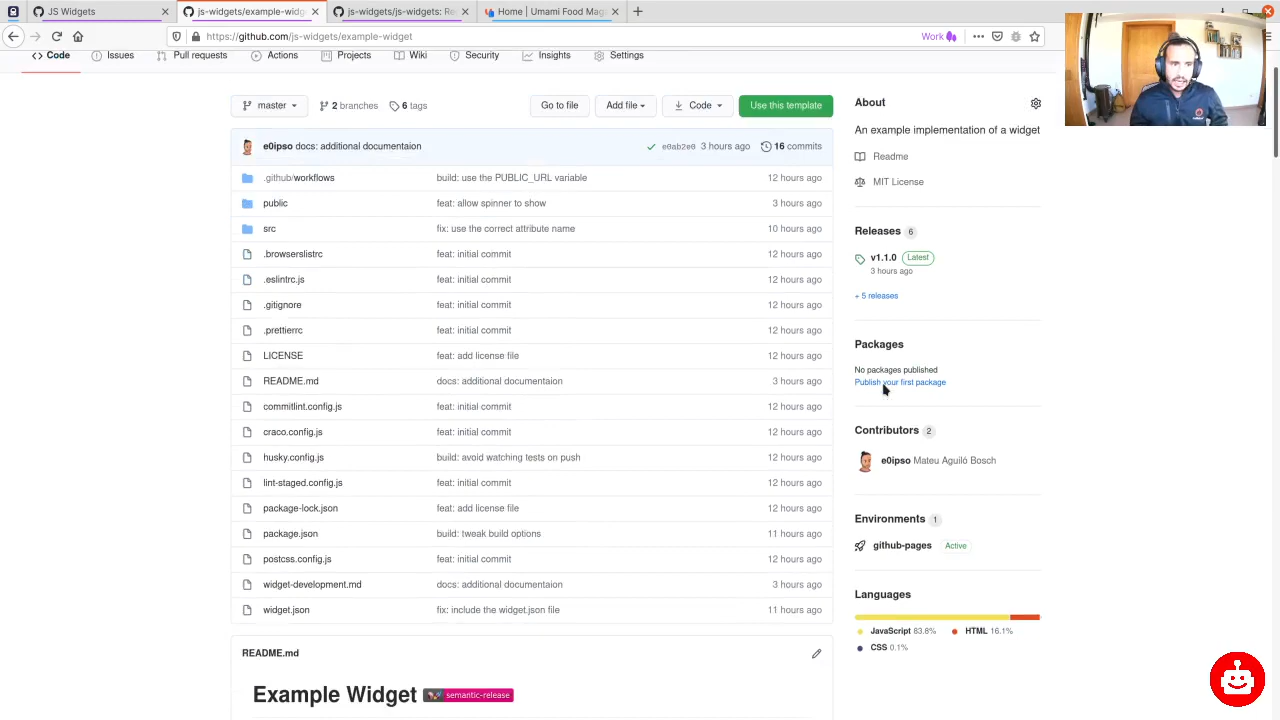 JS Widgets
js-widgets/example-widg
js-widgets/js-widgets: Re
Home | Umami Food Mag
https://github.com/js-widgets/example-widget
Work
Code
Issues
Pull requests
Actions
Projects
Wiki
Security
Insights
Settings
master
2 branches
6 tags
Go to file
Add file
Code
Use this template
e0ipso docs: additional documentaion
e0ab2e0 3 hours ago
16 commits
.github/workflows
build: use the PUBLIC_URL variable
12 hours ago
public
feat: allow spinner to show
3 hours ago
src
fix: use the correct attribute name
10 hours ago
.browserslistrc
feat: initial commit
12 hours ago
.eslintrc.js
feat: initial commit
12 hours ago
.gitignore
feat: initial commit
12 hours ago
.prettierrc
feat: initial commit
12 hours ago
LICENSE
feat: add license file
12 hours ago
README.md
docs: additional documentaion
3 hours ago
commitlint.config.js
feat: initial commit
12 hours ago
craco.config.js
feat: initial commit
12 hours ago
husky.config.js
build: avoid watching tests on push
12 hours ago
lint-staged.config.js
feat: initial commit
12 hours ago
package-lock.json
feat: add license file
12 hours ago
package.json
build: tweak build options
11 hours ago
postcss.config.js
feat: initial commit
12 hours ago
widget-development.md
docs: additional documentaion
3 hours ago
widget.json
fix: include the widget.json file
11 hours ago
README.md
Example Widget
semantic-release
About
An example implementation of a widget
Readme
MIT License
Releases 6
v1.1.0 Latest
3 hours ago
+ 5 releases
Packages
No packages published
Publish your first package
Contributors 2
e0ipso Mateu Aguiló Bosch
Environments 1
github-pages Active
Languages
JavaScript 83.8%
HTML 16.1%
CSS 0.1%